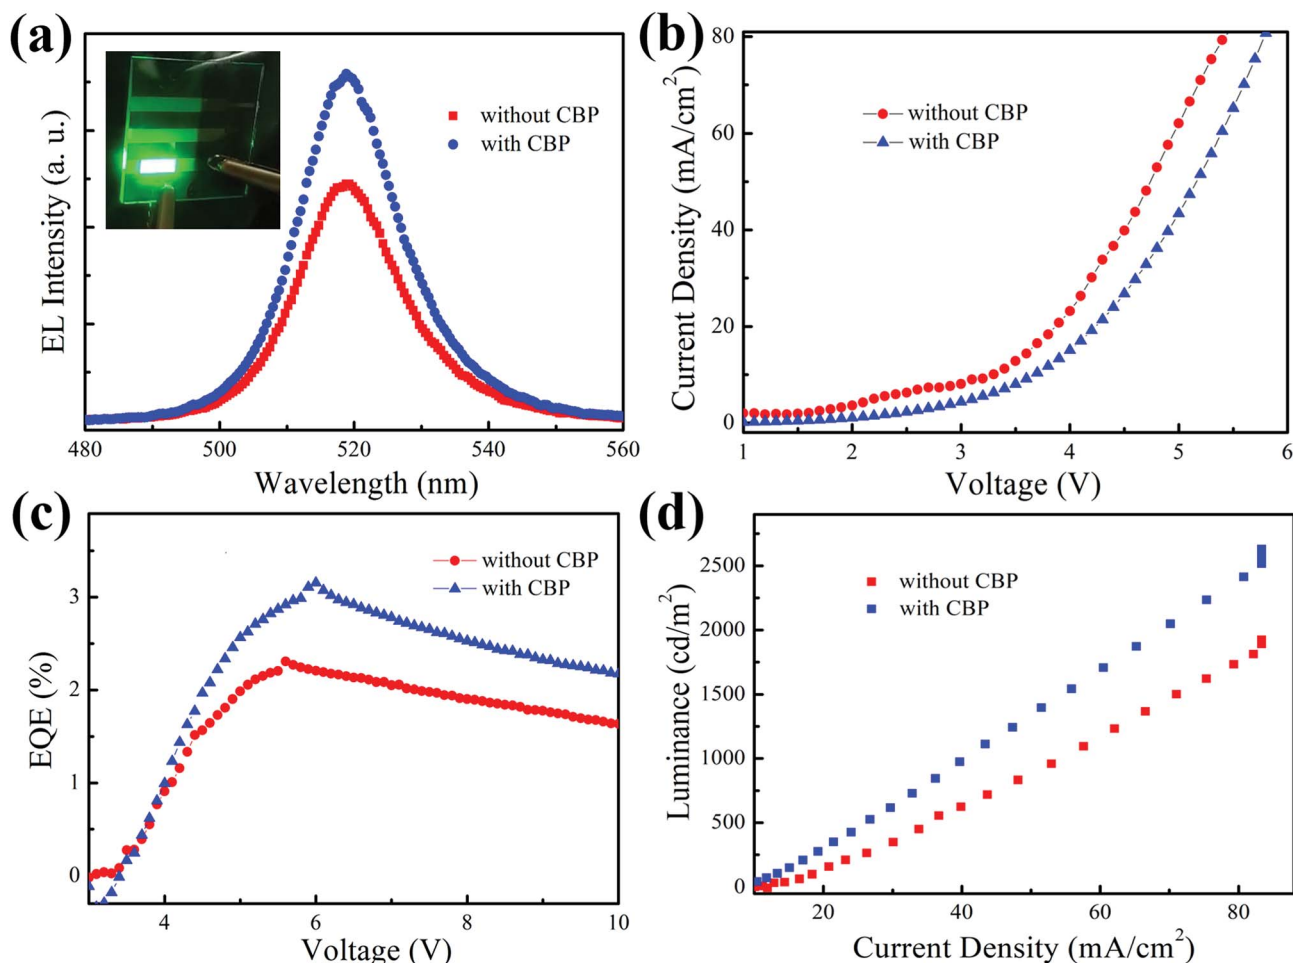 (a)
EL Intensity (a. u.)
without CBP
with CBP
480 500 520 540 560
Wavelength (nm)
(b)
Current Density (mA/cm²)
80
60
40
20
0
without CBP
with CBP
1 2 3 4 5 6
Voltage (V)
(c)
EQE (%)
3
2
1
0
without CBP
with CBP
4 6 8 10
Voltage (V)
(d)
Luminance (cd/m²)
2500
2000
1500
1000
500
0
without CBP
with CBP
20 40 60 80
Current Density (mA/cm²)